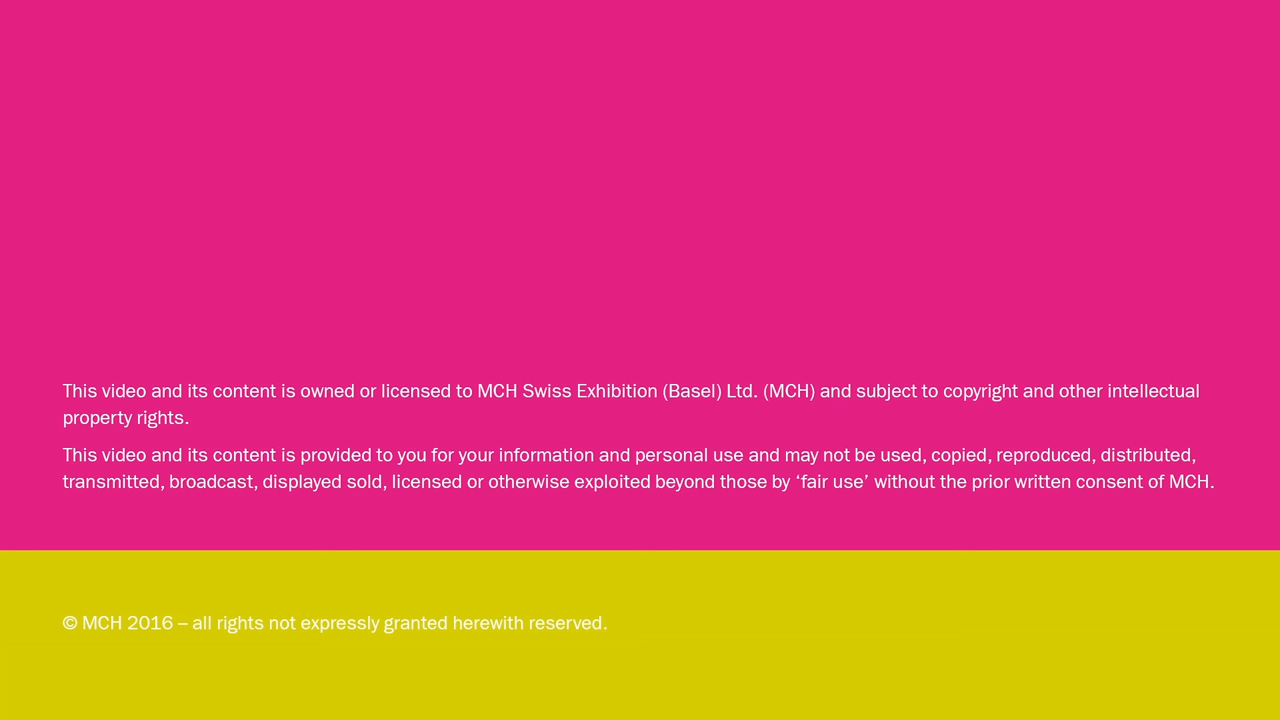 This video and its content is owned or licensed to MCH Swiss Exhibition (Basel) Ltd. (MCH) and subject to copyright and other intellectual
property rights.
This video and its content is provided to you for your information and personal use and may not be used, copied, reproduced, distributed,
transmitted, broadcast, displayed sold, licensed or otherwise exploited beyond those by ‘fair use’ without the prior written consent of MCH.
© MCH 2016 – all rights not expressly granted herewith reserved.